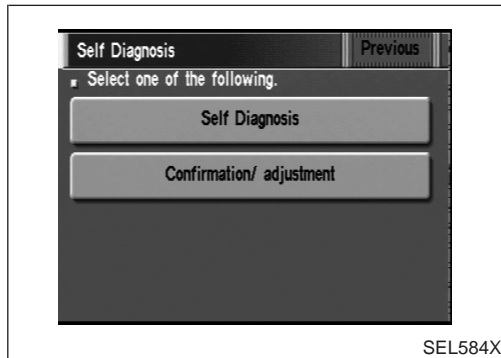 Self Diagnosis Previous
Select one of the following.
Self Diagnosis
Confirmation/ adjustment
SEL584X